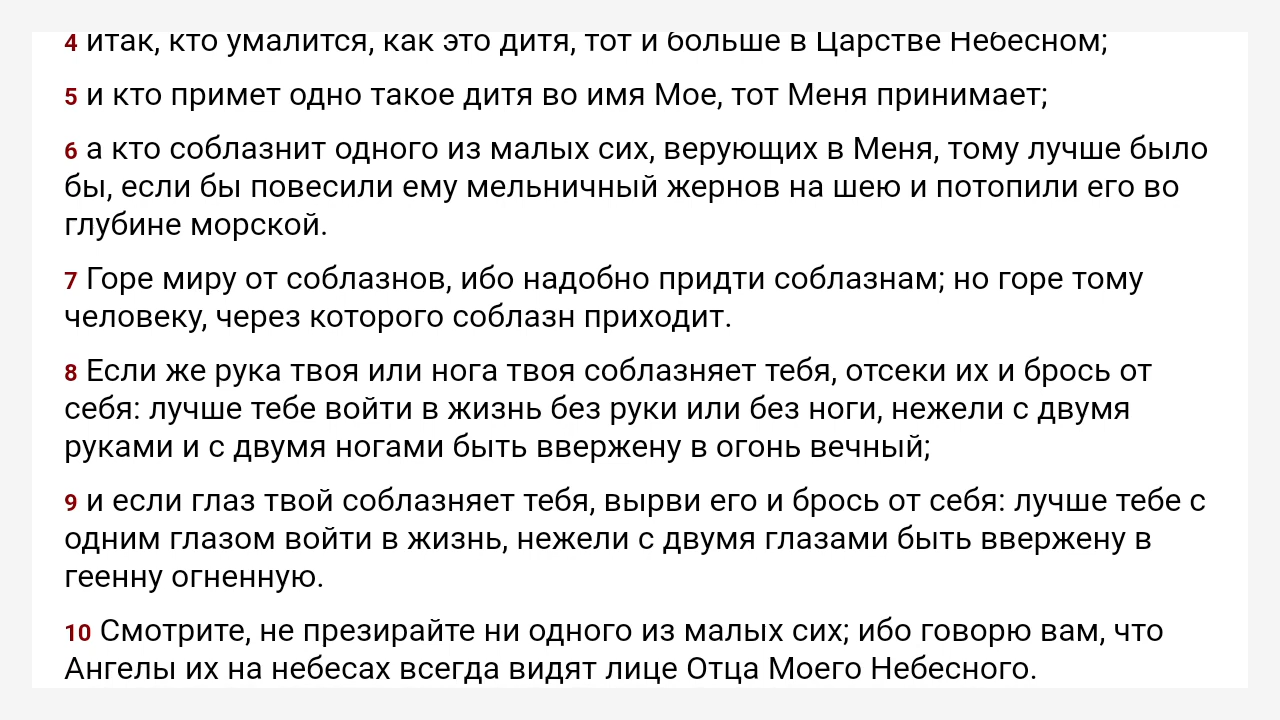 4 итак, кто умалится, как это дитя, тот и больше в Царстве Небесном;
5 и кто примет одно такое дитя во имя Мое, тот Меня принимает;
6 а кто соблазнит одного из малых сих, верующих в Меня, тому лучше было
бы, если бы повесили ему мельничный жернов на шею и потопили его во
глубине морской.
7 Горе миру от соблазнов, ибо надобно придти соблазнам; но горе тому
человеку, через которого соблазн приходит.
8 Если же рука твоя или нога твоя соблазняет тебя, отсеки их и брось от
себя: лучше тебе войти в жизнь без руки или без ноги, нежели с двумя
руками и с двумя ногами быть ввержену в огонь вечный;
9 и если глаз твой соблазняет тебя, вырви его и брось от себя: лучше тебе с
одним глазом войти в жизнь, нежели с двумя глазами быть ввержену в
геенну огненную.
10 Смотрите, не презирайте ни одного из малых сих; ибо говорю вам, что
Ангелы их на небесах всегда видят лице Отца Моего Небесного.